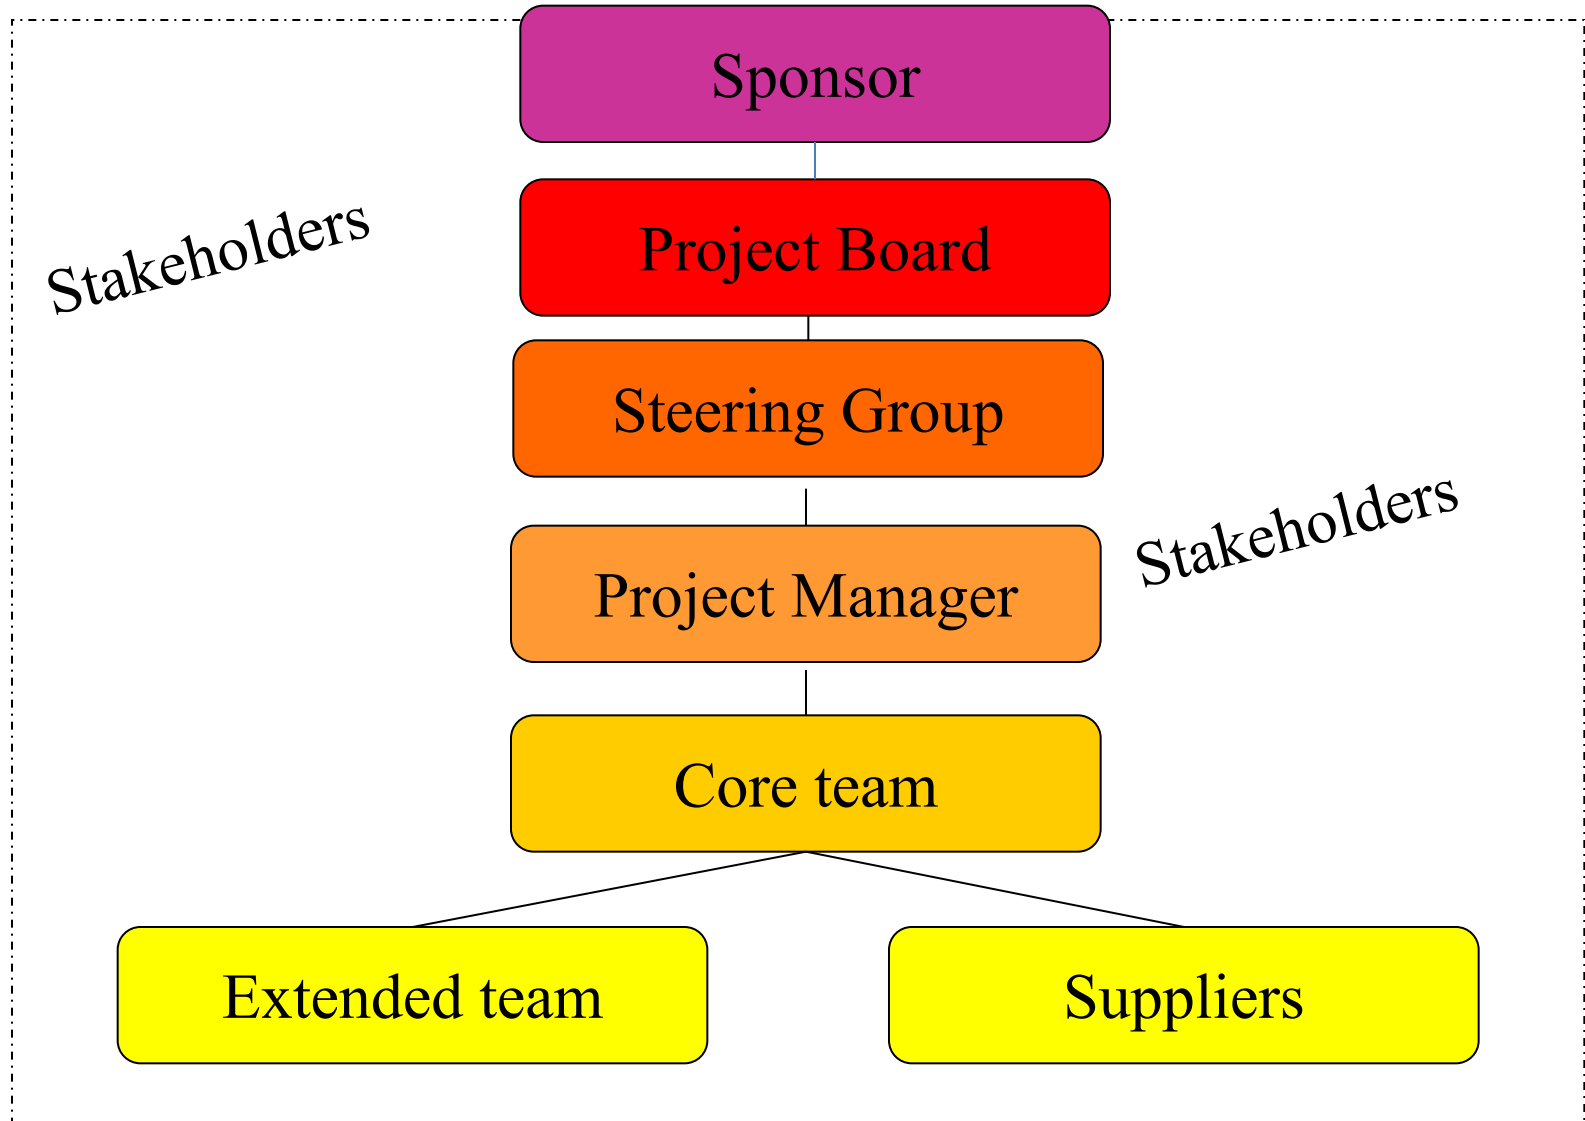 Sponsor
Project Board
Stakeholders
Steering Group
Stakeholders
Project Manager
Core team
Extended team
Suppliers